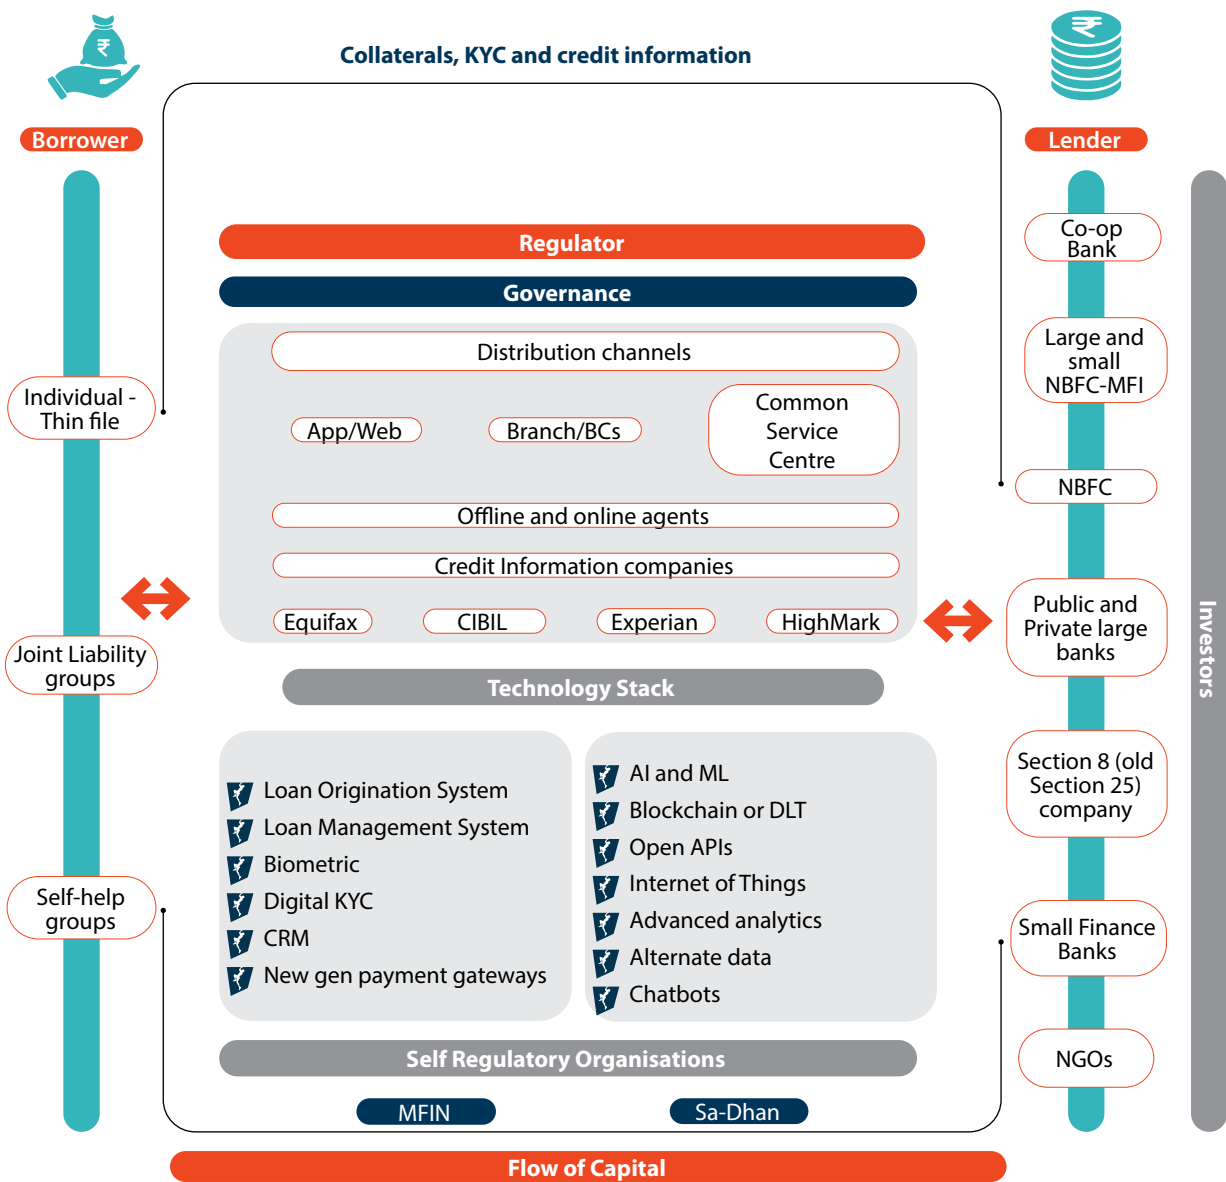 ₹
₹
Collaterals, KYC and credit information
Borrower
Lender
Regulator
Governance
Distribution channels
App/Web
Branch/BCs
Common
Service
Centre
Offline and online agents
Credit Information companies
Equifax
CIBIL
Experian
HighMark
Technology Stack
Loan Origination System
Loan Management System
Biometric
Digital KYC
CRM
New gen payment gateways
AI and ML
Blockchain or DLT
Open APIs
Internet of Things
Advanced analytics
Alternate data
Chatbots
Self Regulatory Organisations
MFIN
Sa-Dhan
Flow of Capital
Individual -
Thin file
Joint Liability
groups
Self-help
groups
Co-op
Bank
Large and
small
NBFC-MFI
NBFC
Public and
Private large
banks
Section 8 (old
Section 25)
company
Small Finance
Banks
NGOs
Investors